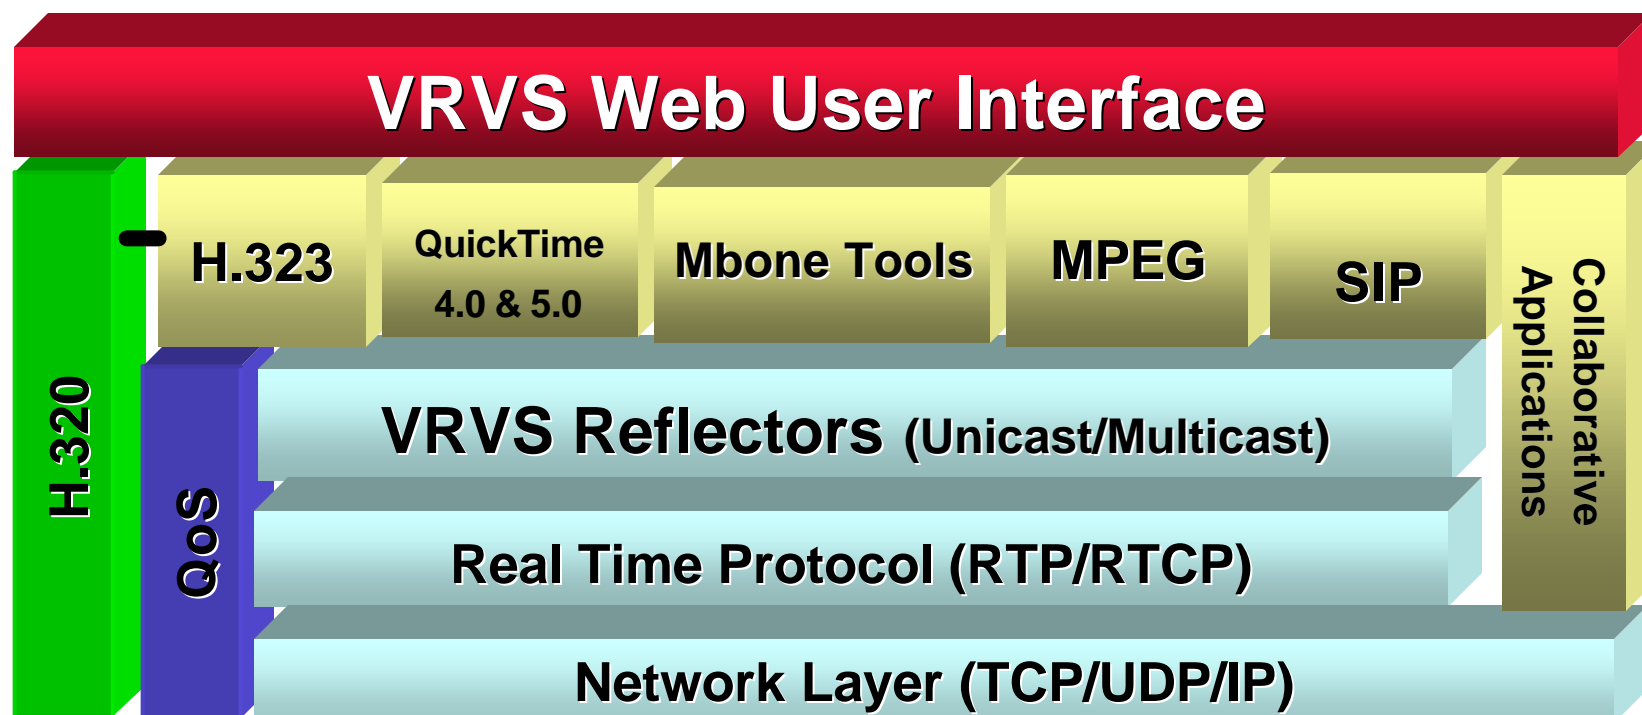 VRVS Web User Interface
H.320
H.323
QuickTime
4.0 & 5.0
Mbone Tools
MPEG
SIP
Collaborative
Applications
QoS
VRVS Reflectors (Unicast/Multicast)
Real Time Protocol (RTP/RTCP)
Network Layer (TCP/UDP/IP)